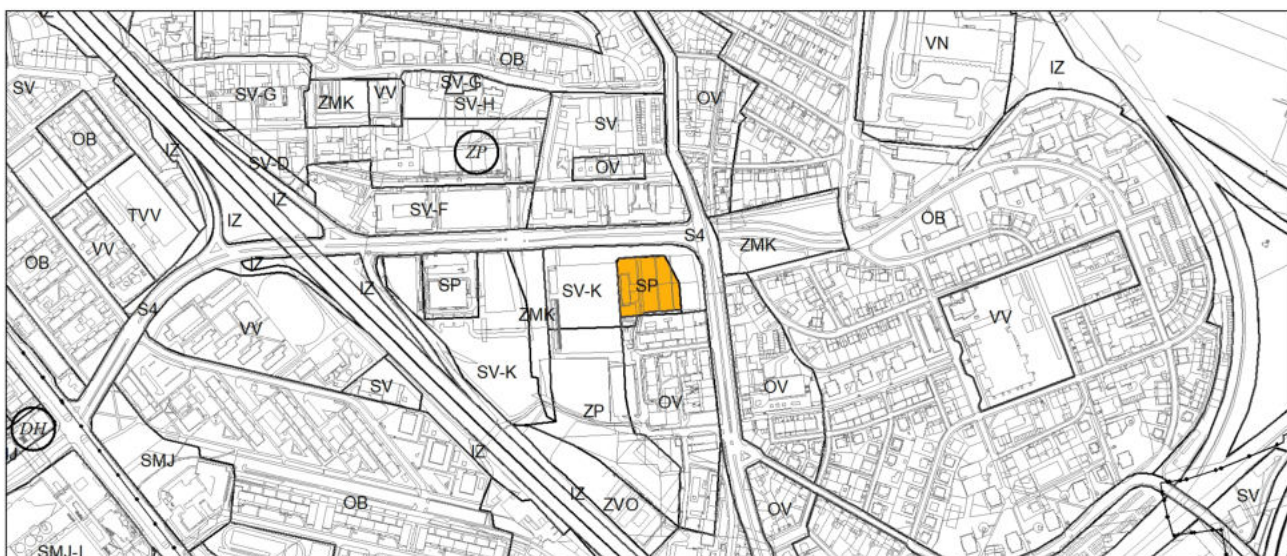 IZ
OB
VN
SV
SV-G
ZMK
VV
SV-G
SV-H
OV
IZ
OB
IZ
SV-D
ZP
SV
OV
TVV
IZ
IZ
SV-F
OB
VV
OB
S4
ZMK
IZ
IZ
SP
SV-K
SP
S4
VV
ZMK
VV
SV
SV-K
OV
OV
ZP
DH
SMJ
IZ
OB
IZ
ZVO
OV
SV
SMJ-I